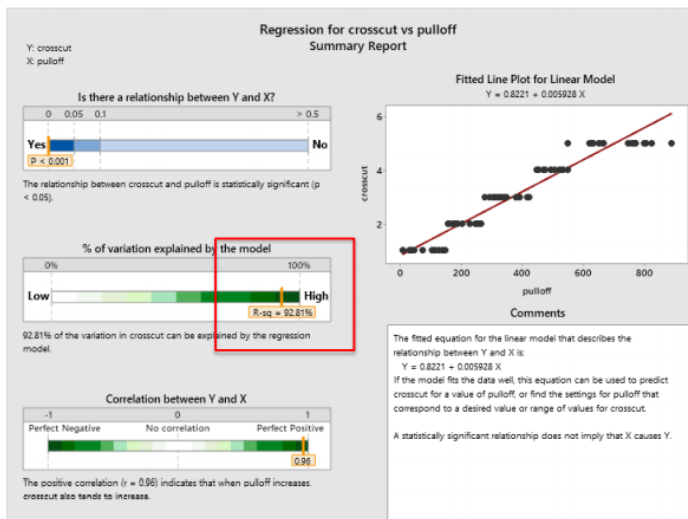 Regression for crosscut vs pulloff
Summary Report
Y: crosscut
X: pulloff
Is there a relationship between Y and X?
0 0.05 0.1 > 0.5
Yes No
P < 0.001
The relationship between crosscut and pulloff is statistically significant (p
< 0.05).
% of variation explained by the model
0% 100%
Low High
R-sq = 92.81%
92.81% of the variation in crosscut can be explained by the regression
model.
Correlation between Y and X
-1 0 1
Perfect Negative No correlation Perfect Positive
0.96
The positive correlation (r = 0.96) indicates that when pulloff increases,
crosscut also tends to increase.
Fitted Line Plot for Linear Model
Y = 0.8221 + 0.005928 X
6
4
2
crosscut
0 200 400 600 800
pulloff
Comments
The fitted equation for the linear model that describes the
relationship between Y and X is:
Y = 0.8221 + 0.005928 X
If the model fits the data well, this equation can be used to predict
crosscut for a value of pulloff, or find the settings for pulloff that
correspond to a desired value or range of values for crosscut.
A statistically significant relationship does not imply that X causes Y.